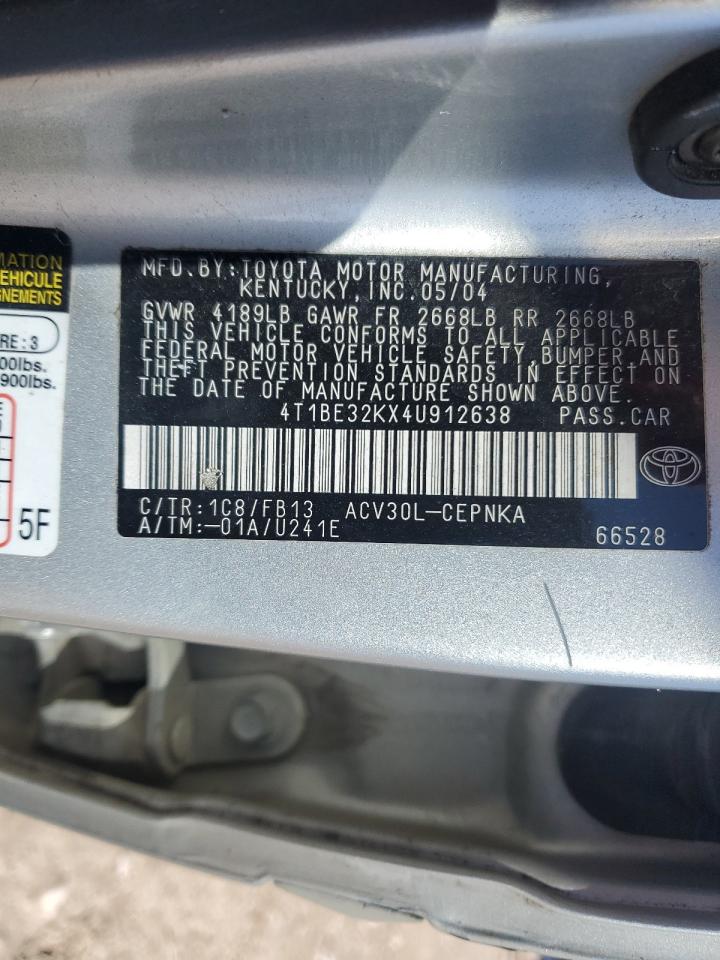 MFD.BY:TOYOTA MOTOR MANUFACTURING,
KENTUCKY,INC.05/04
GVWR 4189LB GAWR FR 2668LB RR 2668LB
THIS VEHICLE CONFORMS TO ALL APPLICABLE
FEDERAL MOTOR VEHICLE SAFETY,BUMPER,AND
THEFT PREVENTION STANDARDS IN EFFECT ON
THE DATE OF MANUFACTURE SHOWN ABOVE.
4T1BE32KX4U912638 PASS.CAR
C/TR:1C8/FB13 ACV30L-CEPNKA
A/TM:-01A/U241E 66528
MATION
VEHICULE
GNEMENTS
RE : 3
00lbs.
900lbs.
5F